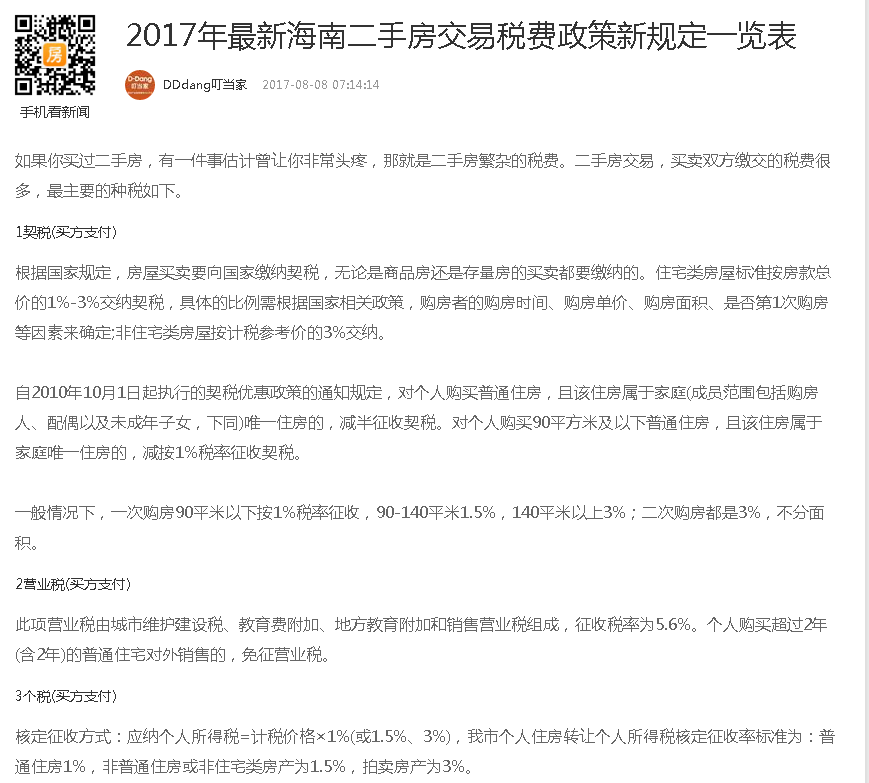 2017年最新海南二手房交易税费政策新规定一览表
房
D-Dang
叮当家
DDdang叮当家 2017-08-08 07:14:14
手机看新闻
如果你买过二手房，有一件事估计曾让你非常头疼，那就是二手房繁杂的税费。二手房交易，买卖双方缴交的税费很
多，最主要的种税如下。
1契税(买方支付)
根据国家规定，房屋买卖要向国家缴纳契税，无论是商品房还是存量房的买卖都要缴纳的。住宅类房屋标准按房款总
价的1%-3%交纳契税，具体的比例需根据国家相关政策，购房者的购房时间、购房单价、购房面积、是否第1次购房
等因素来确定;非住宅类房屋按计税参考价的3%交纳。
自2010年10月1日起执行的契税优惠政策的通知规定，对个人购买普通住房，且该住房属于家庭(成员范围包括购房
人、配偶以及未成年子女，下同)唯一住房的，减半征收契税。对个人购买90平方米及以下普通住房，且该住房属于
家庭唯一住房的，减按1%税率征收契税。
一般情况下，一次购房90平米以下按1%税率征收，90-140平米1.5%，140平米以上3%；二次购房都是3%，不分面
积。
2营业税(买方支付)
此项营业税由城市维护建设税、教育费附加、地方教育附加和销售营业税组成，征收税率为5.6%。个人购买超过2年
(含2年)的普通住宅对外销售的，免征营业税。
3个税(买方支付)
核定征收方式：应纳个人所得税=计税价格×1%(或1.5%、3%)，我市个人住房转让个人所得税核定征收率标准为：普
通住房1%，非普通住房或非住宅类房产为1.5%，拍卖房产为3%。